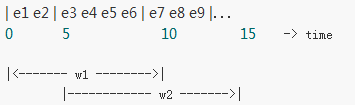 | e1 e2 | e3 e4 e5 e6 | e7 e8 e9 |...
0 5 10 15 -> time
|<------- w1 -------->|
|----------- w2 ------->|